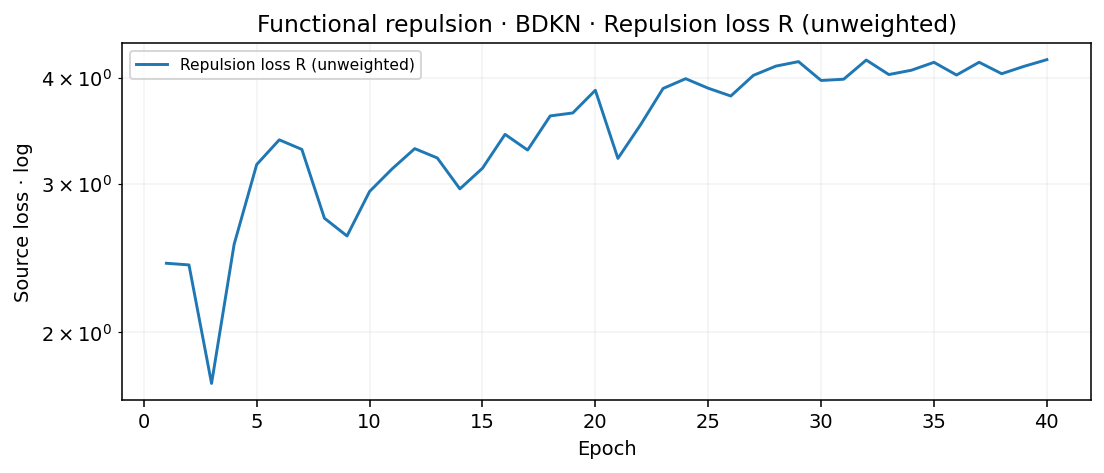 Functional repulsion · BDKN · Repulsion loss R (unweighted)
Repulsion loss R (unweighted)
Source loss · log
4 × 10⁰
3 × 10⁰
2 × 10⁰
0 5 10 15 20 25 30 35 40
Epoch